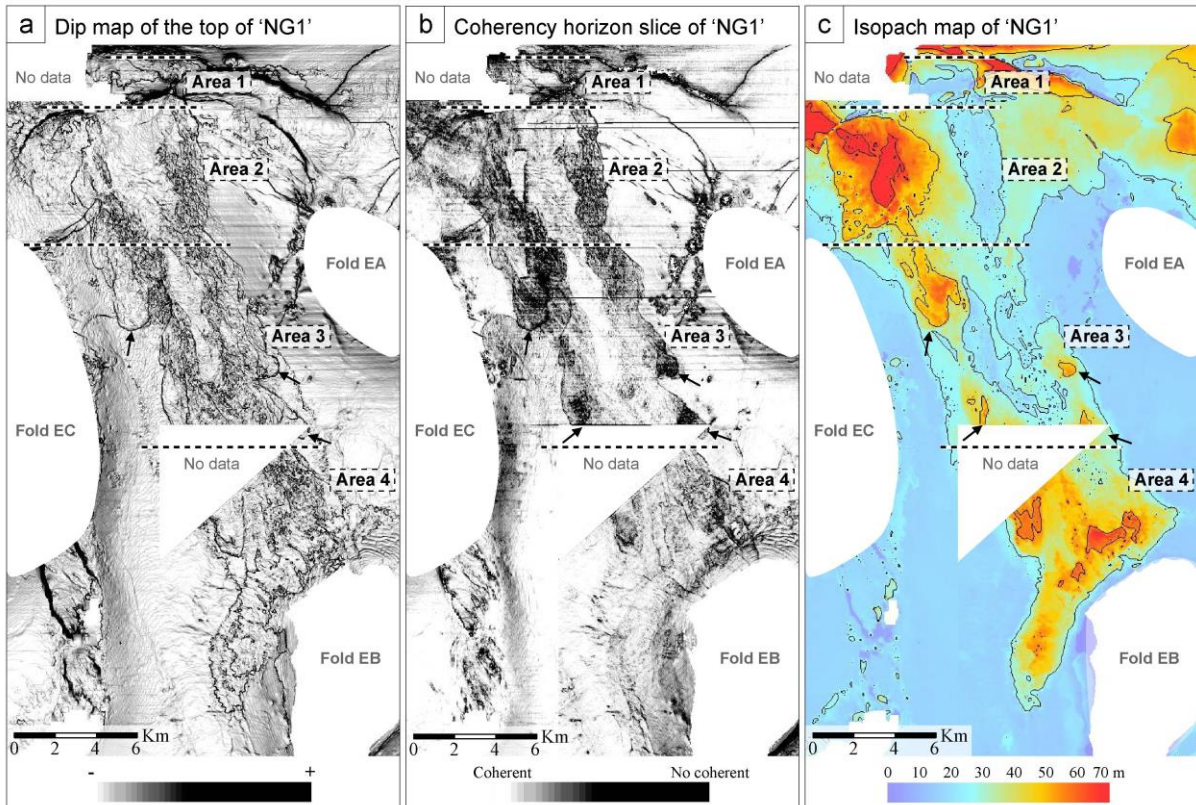 a Dip map of the top of ‘NG1’
No data
Area 1
Area 2
Fold EA
Area 3
Fold EC
No data
Area 4
Fold EB
0 2 4 6 Km
- +
b Coherency horizon slice of ‘NG1’
No data
Area 1
Area 2
Fold EA
Area 3
Fold EC
No data
Area 4
Fold EB
0 2 4 6 Km
Coherent No coherent
c Isopach map of ‘NG1’
No data
Area 1
Area 2
Fold EA
Area 3
Fold EC
No data
Area 4
Fold EB
0 2 4 6 Km
0 10 20 30 40 50 60 70 m